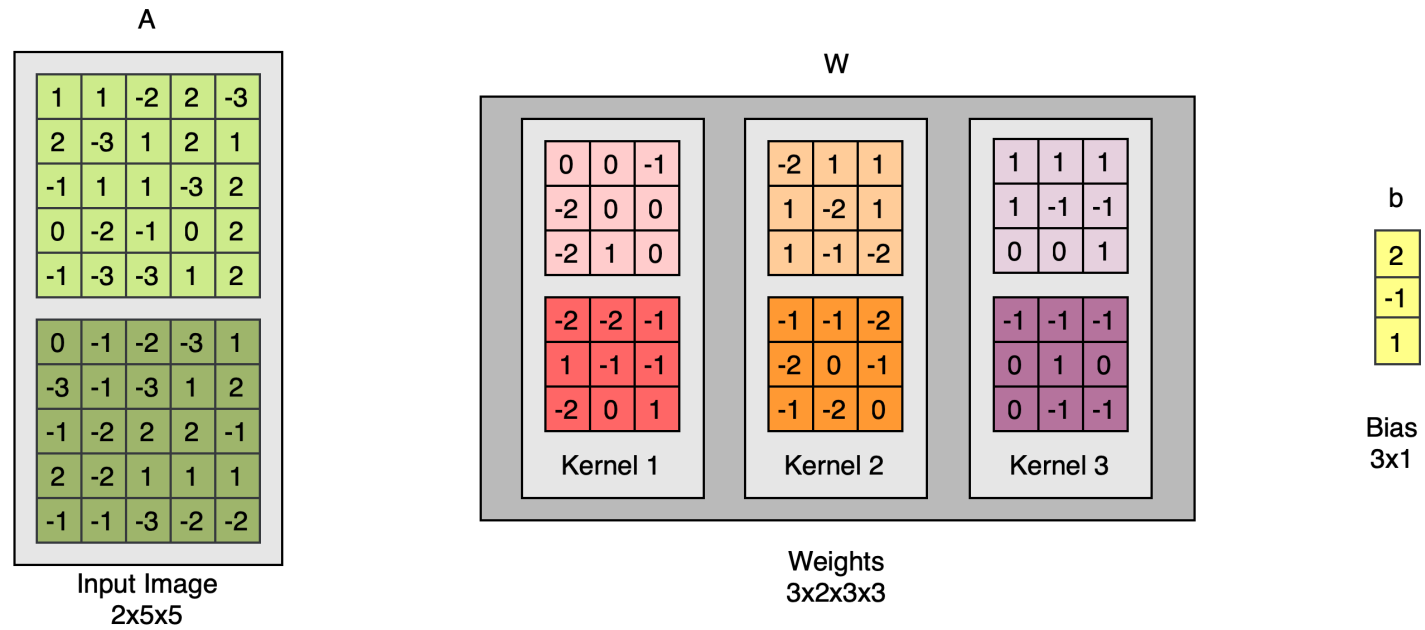 A
1 1 -2 2 -3
2 -3 1 2 1
-1 1 1 -3 2
0 -2 -1 0 2
-1 -3 -3 1 2
0 -1 -2 -3 1
-3 -1 -3 1 2
-1 -2 2 2 -1
2 -2 1 1 1
-1 -1 -3 -2 -2
Input Image
2x5x5
W
0 0 -1
-2 0 0
-2 1 0
-2 -2 -1
1 -1 -1
-2 0 1
Kernel 1
-2 1 1
1 -2 1
1 -1 -2
-1 -1 -2
-2 0 -1
-1 -2 0
Kernel 2
1 1 1
1 -1 -1
0 0 1
-1 -1 -1
0 1 0
0 -1 -1
Kernel 3
Weights
3x2x3x3
b
2
-1
1
Bias
3x1